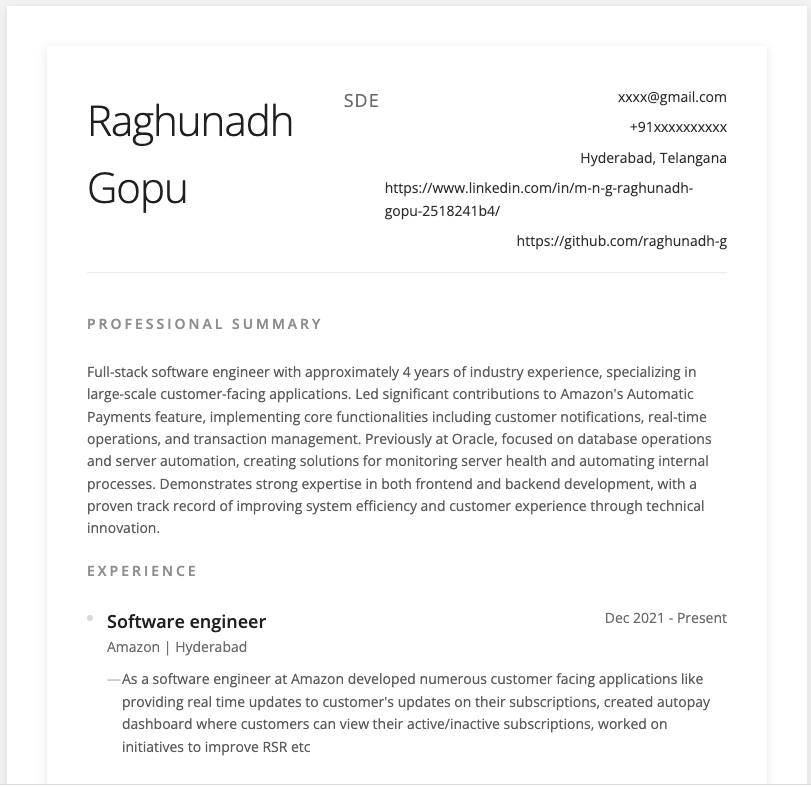 Raghunadh
Gopu
SDE
xxxx@gmail.com
+91xxxxxxxxxx
Hyderabad, Telangana
https://www.linkedin.com/in/m-n-g-raghunadh-
gopu-2518241b4/
https://github.com/raghunadh-g
PROFESSIONAL SUMMARY
Full-stack software engineer with approximately 4 years of industry experience, specializing in
large-scale customer-facing applications. Led significant contributions to Amazon's Automatic
Payments feature, implementing core functionalities including customer notifications, real-time
operations, and transaction management. Previously at Oracle, focused on database operations
and server automation, creating solutions for monitoring server health and automating internal
processes. Demonstrates strong expertise in both frontend and backend development, with a
proven track record of improving system efficiency and customer experience through technical
innovation.
EXPERIENCE
Software engineer
Dec 2021 - Present
Amazon | Hyderabad
—As a software engineer at Amazon developed numerous customer facing applications like
providing real time updates to customer's updates on their subscriptions, created autopay
dashboard where customers can view their active/inactive subscriptions, worked on
initiatives to improve RSR etc